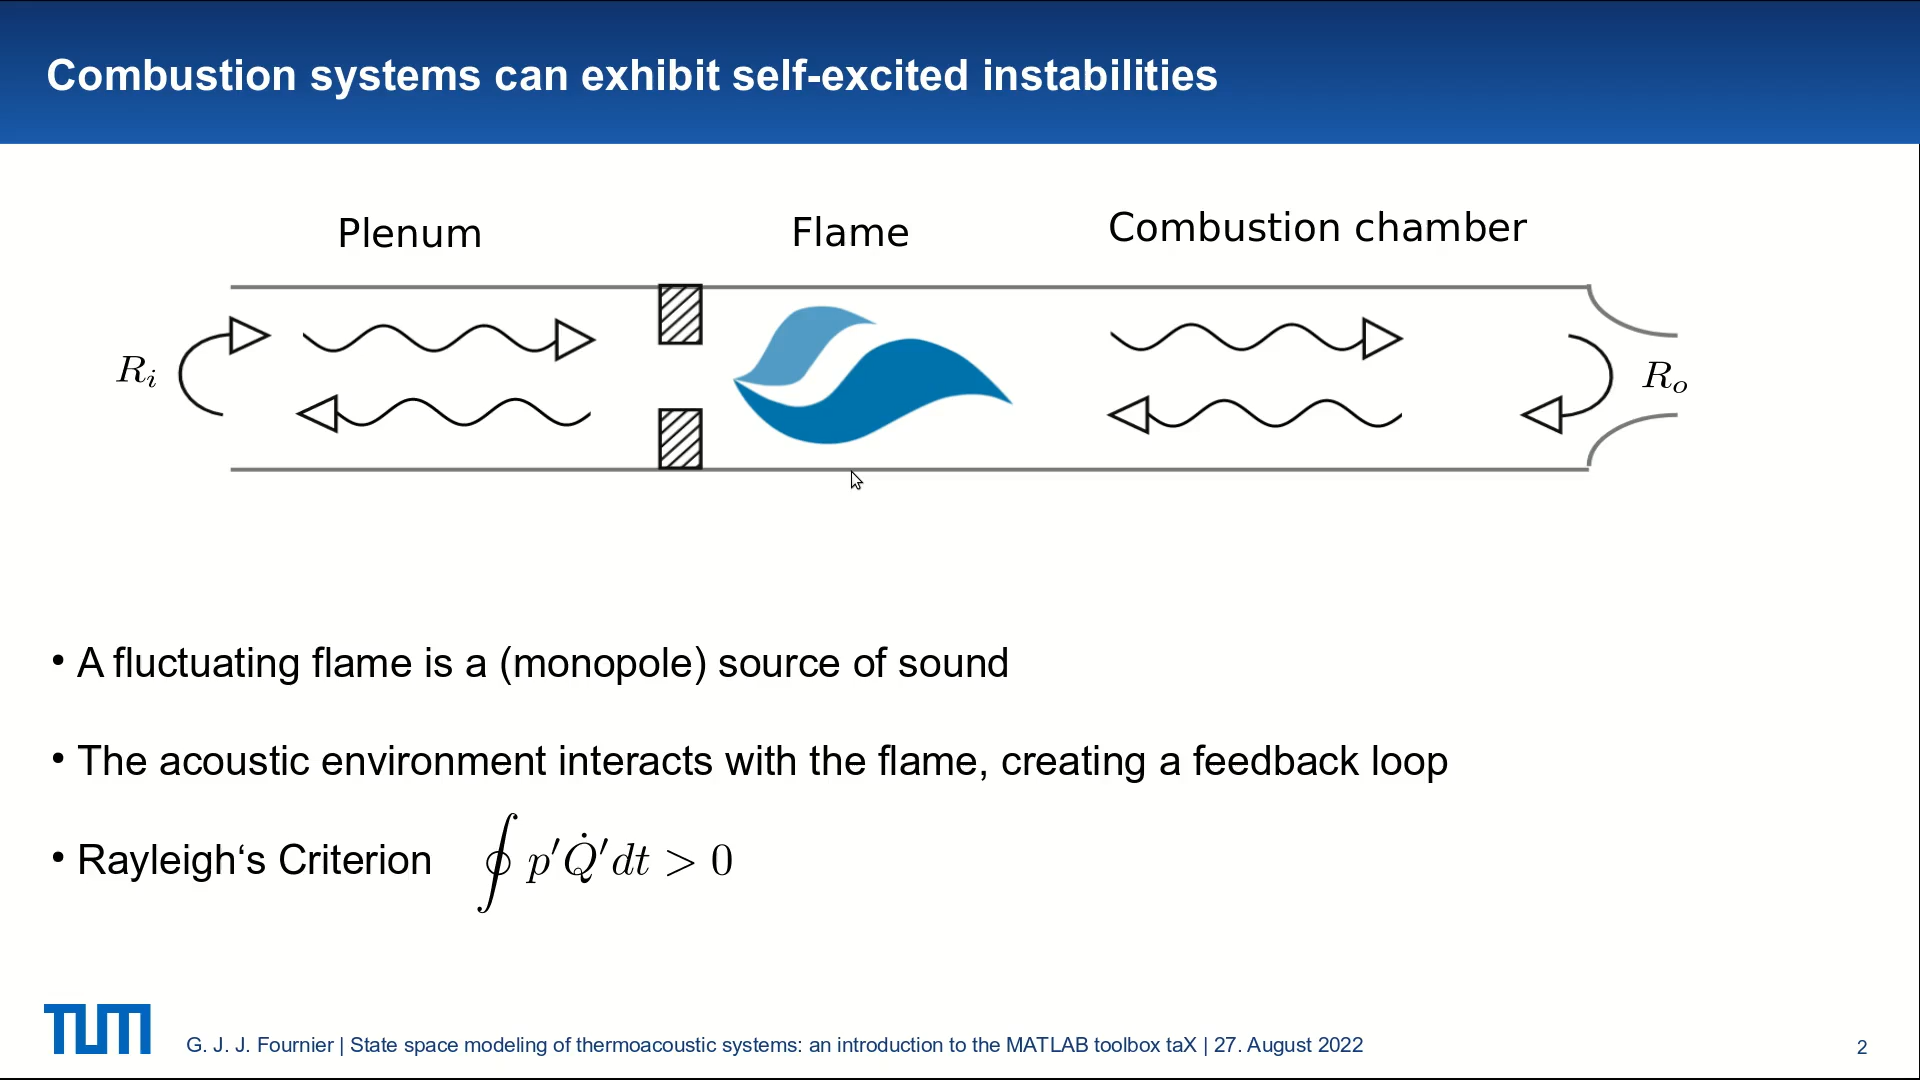 Combustion systems can exhibit self-excited instabilities
Plenum
Flame
Combustion chamber
R_i
R_o
• A fluctuating flame is a (monopole) source of sound
• The acoustic environment interacts with the flame, creating a feedback loop
• Rayleigh‘s Criterion ∮ p′Q̇′dt > 0
TUM
G. J. J. Fournier | State space modeling of thermoacoustic systems: an introduction to the MATLAB toolbox taX | 27. August 2022
2